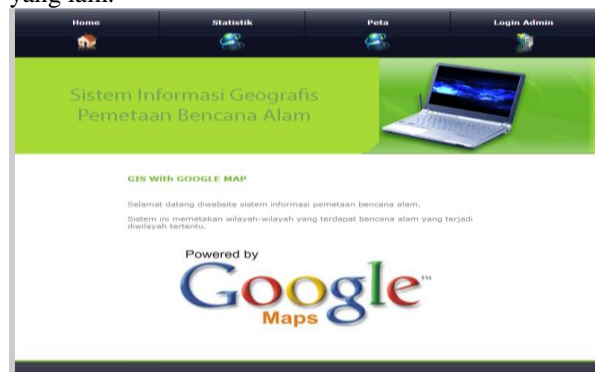 yang lain.
Home Statistik Peta Login Admin
Sistem Informasi Geografis
Pemetaan Bencana Alam
GIS With GOOGLE MAP
Selamat datang diwebsite sistem informasi pemetaan bencana alam.
Sistem ini memetakan wilayah-wilayah yang terdapat bencana alam yang terjadi
diwilayah tertentu.
Powered by
Google™
Maps